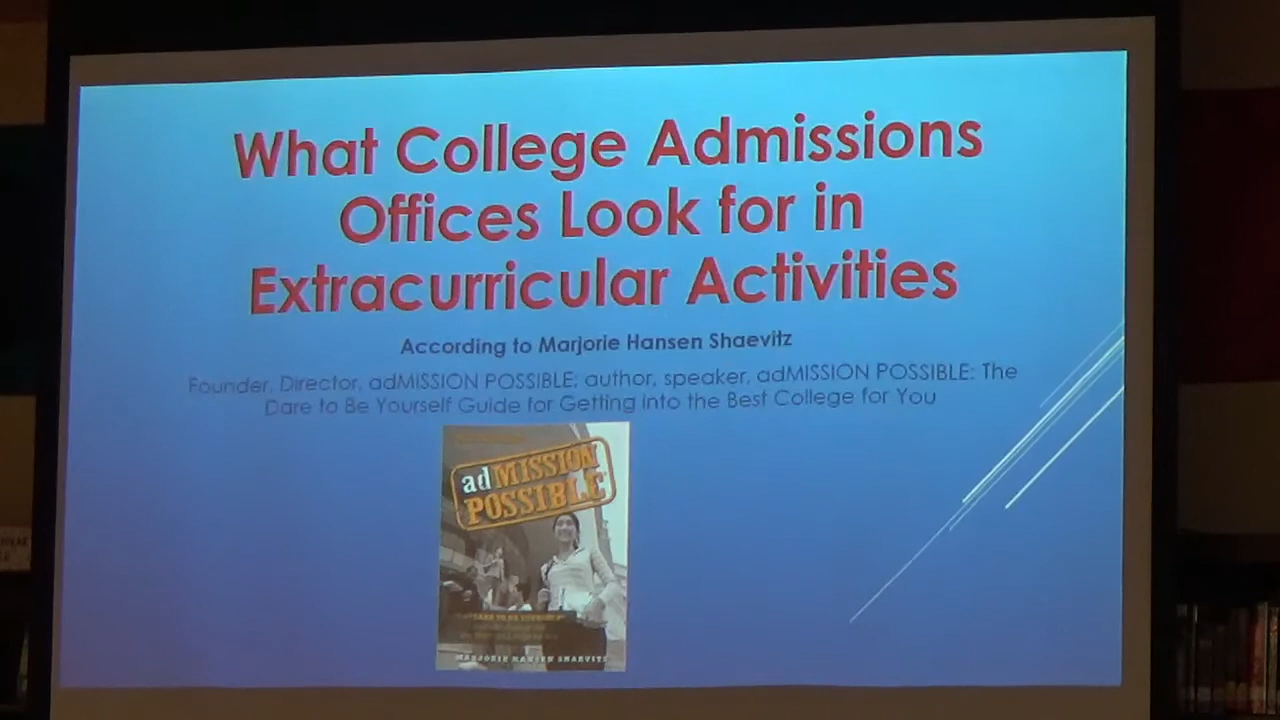 What College Admissions
Offices Look for in
Extracurricular Activities
According to Marjorie Hansen Shaevitz
Founder, Director, adMISSION POSSIBLE; author, speaker, adMISSION POSSIBLE: The
Dare to Be Yourself Guide for Getting into the Best College for You
adMISSION
POSSIBLE
MARJORIE HANSEN SHAEVITZ